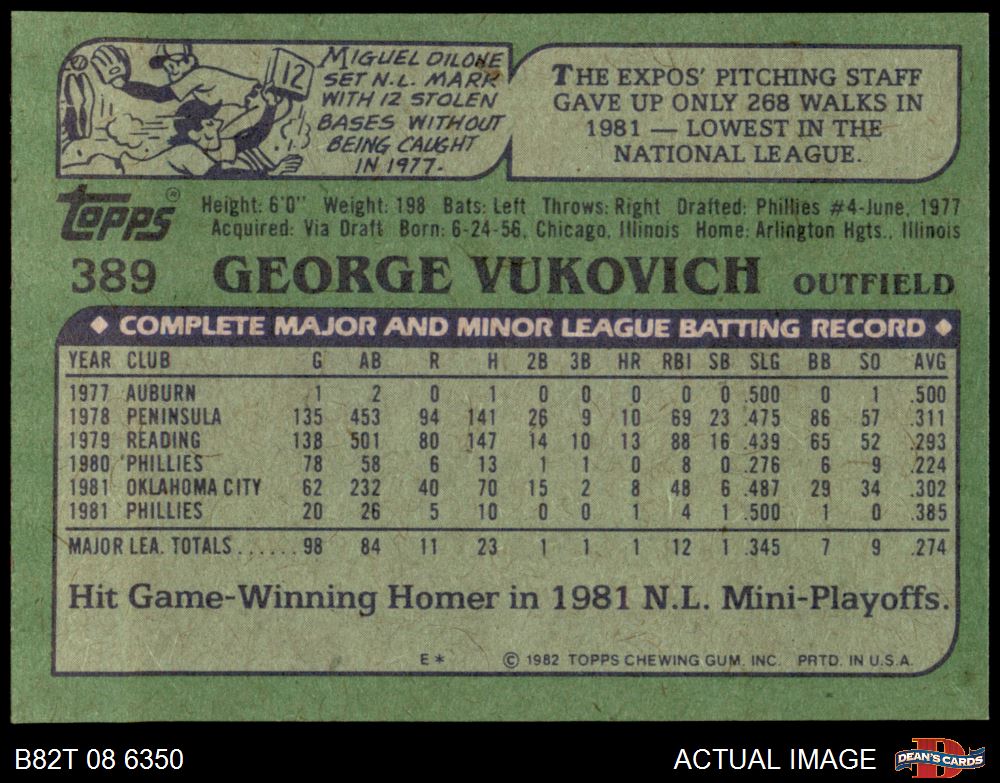 12
MIGUEL DILONE
SET N.L. MARK
WITH 12 STOLEN
BASES WITHOUT
BEING CAUGHT
IN 1977.
THE EXPOS' PITCHING STAFF
GAVE UP ONLY 268 WALKS IN
1981 — LOWEST IN THE
NATIONAL LEAGUE.
TOPPS®
Height: 6'0" Weight: 198 Bats: Left Throws: Right Drafted: Phillies #4-June, 1977
Acquired: Via Draft Born: 6-24-56, Chicago, Illinois Home: Arlington Hgts., Illinois
389 GEORGE VUKOVICH OUTFIELD
◆ COMPLETE MAJOR AND MINOR LEAGUE BATTING RECORD ◆
YEAR CLUB G AB R H 2B 3B HR RBI SB SLG BB SO AVG
1977 AUBURN 1 2 0 1 0 0 0 0 0 .500 0 1 .500
1978 PENINSULA 135 453 94 141 26 9 10 69 23 .475 86 57 .311
1979 READING 138 501 80 147 14 10 13 88 16 .439 65 52 .293
1980 PHILLIES 78 58 6 13 1 1 0 8 0 .276 6 9 .224
1981 OKLAHOMA CITY 62 232 40 70 15 2 8 48 6 .487 29 34 .302
1981 PHILLIES 20 26 5 10 0 0 1 4 1 .500 1 0 .385
MAJOR LEA. TOTALS......98 84 11 23 1 1 1 12 1 .345 7 9 .274
Hit Game-Winning Homer in 1981 N.L. Mini-Playoffs.
E* © 1982 TOPPS CHEWING GUM, INC. PRTD. IN U.S.A.
B82T 08 6350 ACTUAL IMAGE D DEAN'S CARDS